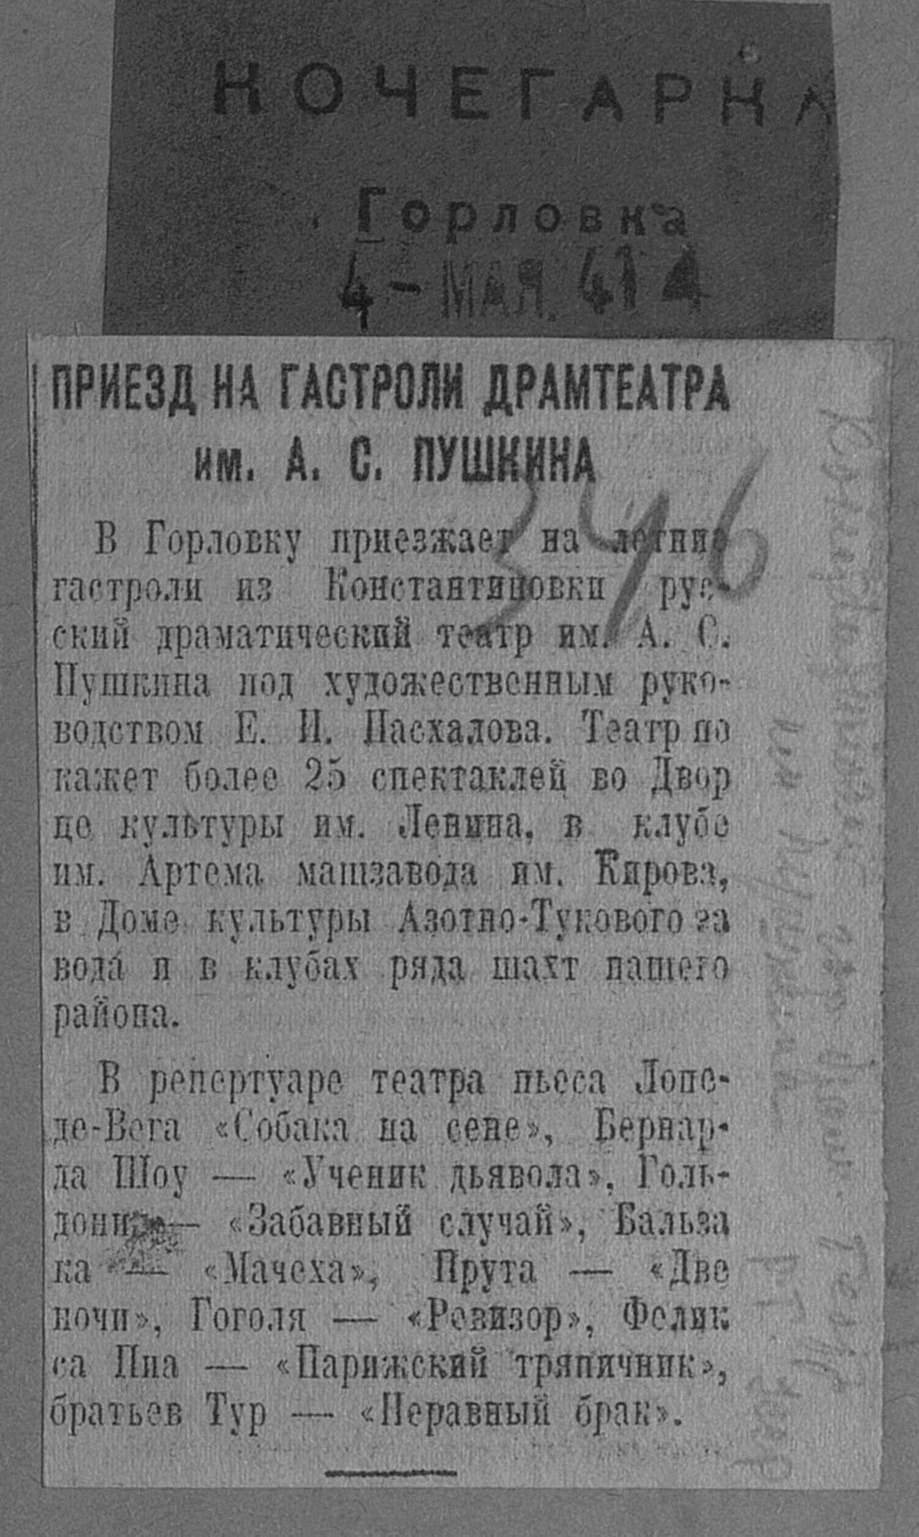 КОЧЕГАРКА
Горловка
4 - МАЯ. 41 4
ПРИЕЗД НА ГАСТРОЛИ ДРАМТЕАТРА
им. А. С. ПУШКИНА
346
В Горловку приезжает на летние
гастроли из Константиновки рус-
ский драматический театр им. А. С.
Пушкина под художественным руко-
водством Е. И. Пасхалова. Театр по
кажет более 25 спектаклей во Двор
це культуры им. Ленина, в клубе
им. Артема машзавода им. Кирова,
в Доме культуры Азотно-Тукового за
вода и в клубах ряда шахт нашего
района.
В репертуаре театра пьеса Лопе-
де-Вега «Собака на сене», Бернар-
да Шоу — «Ученик дьявола», Голь-
дони — «Забавный случай», Бальза
ка — «Мачеха», Прута — «Две
ночи», Гоголя — «Ревизор», Феликс
са Пиа — «Парижский тряпичник»,
братьев Тур — «Неравный брак».
им Пушкина